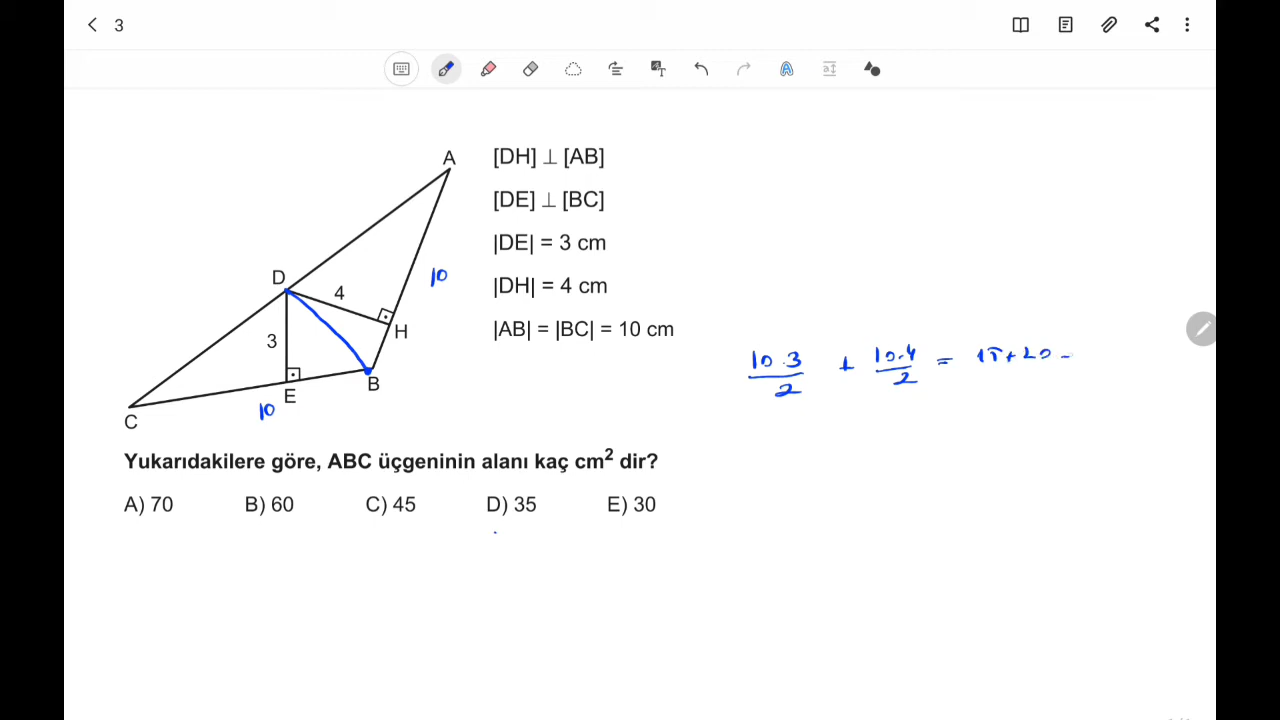 3
A
[DH] ⊥ [AB]
[DE] ⊥ [BC]
|DE| = 3 cm
D
4
10
|DH| = 4 cm
H
|AB| = |BC| = 10 cm
3
B
E
10
C
10.3/2 + 10.4/2 = 15+20 =
Yukarıdakilere göre, ABC üçgeninin alanı kaç cm² dir?
A) 70 B) 60 C) 45 D) 35 E) 30